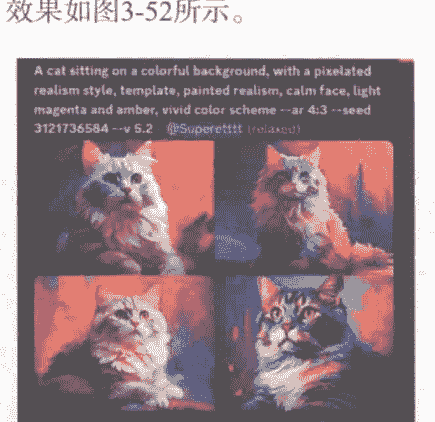 效果如图3-52所示。
A cat sitting on a colorful background, with a pixelated
realism style, template, painted realism, calm face, light
magenta and amber, vivid color scheme --ar 4:3 --seed
3121736584 --v 5.2 @Superetttt (relaxed)